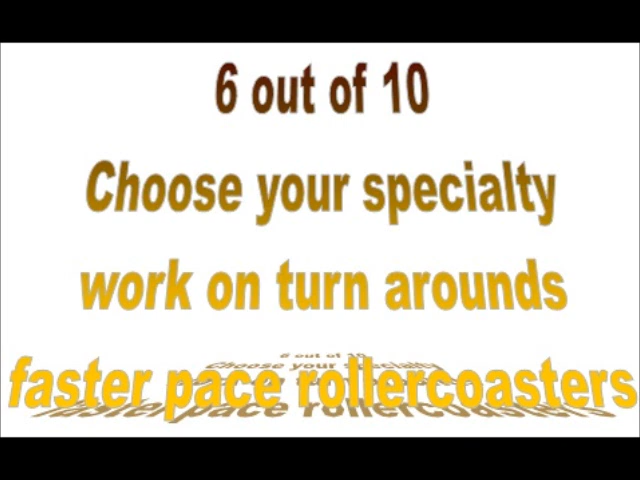 6 out of 10
Choose your specialty
work on turn arounds
faster pace rollercoasters